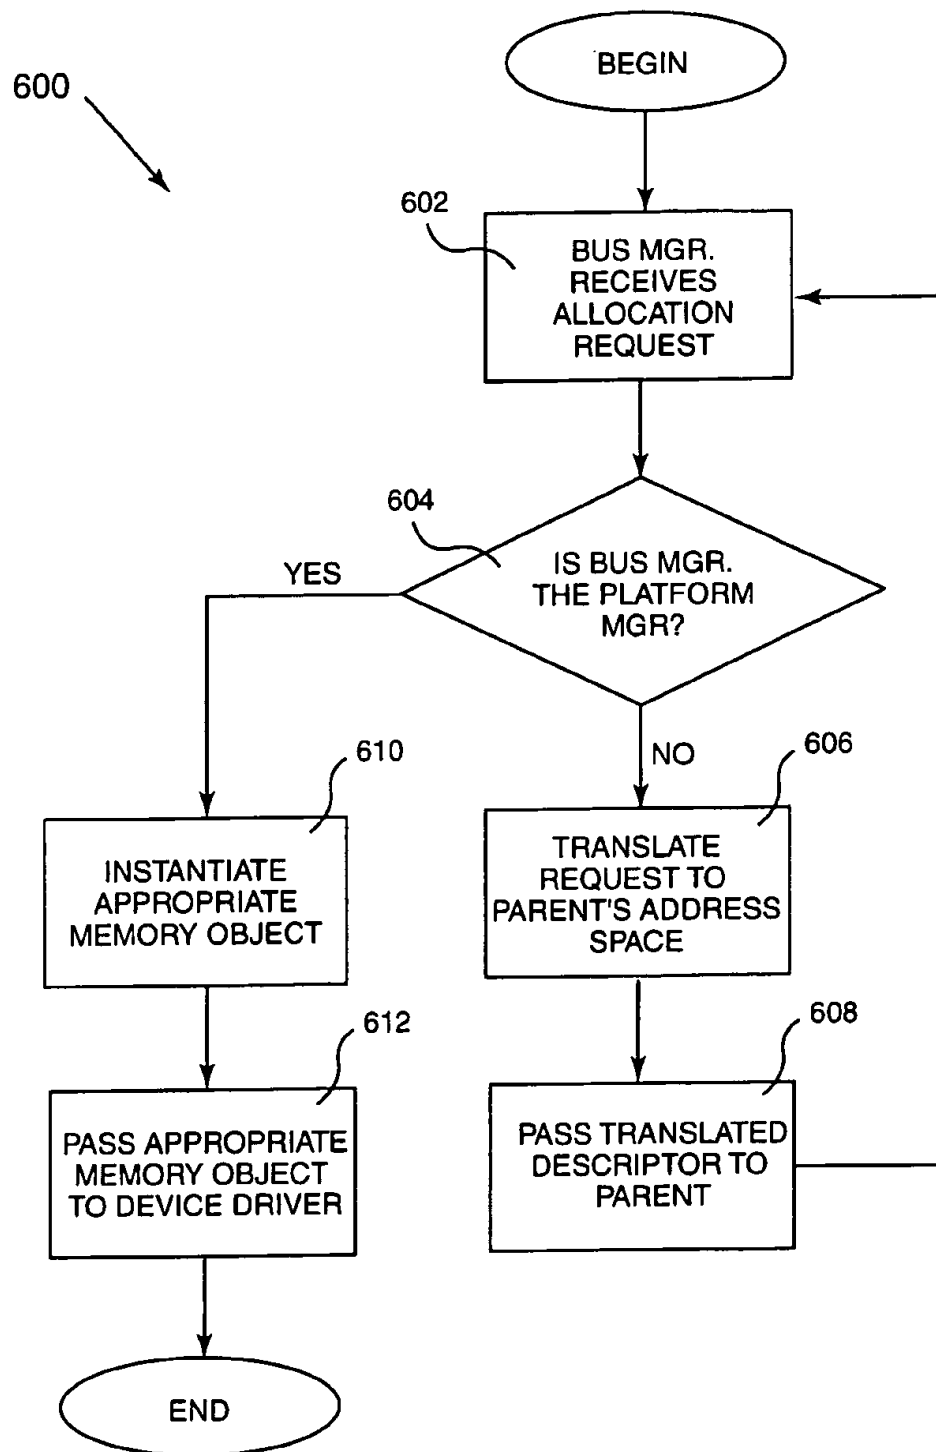 BEGIN
600
602
BUS MGR.
RECEIVES
ALLOCATION
REQUEST
604
IS BUS MGR.
THE PLATFORM
MGR?
YES
NO
606
TRANSLATE
REQUEST TO
PARENT'S ADDRESS
SPACE
610
INSTANTIATE
APPROPRIATE
MEMORY OBJECT
608
PASS TRANSLATED
DESCRIPTOR TO
PARENT
612
PASS APPROPRIATE
MEMORY OBJECT
TO DEVICE DRIVER
END